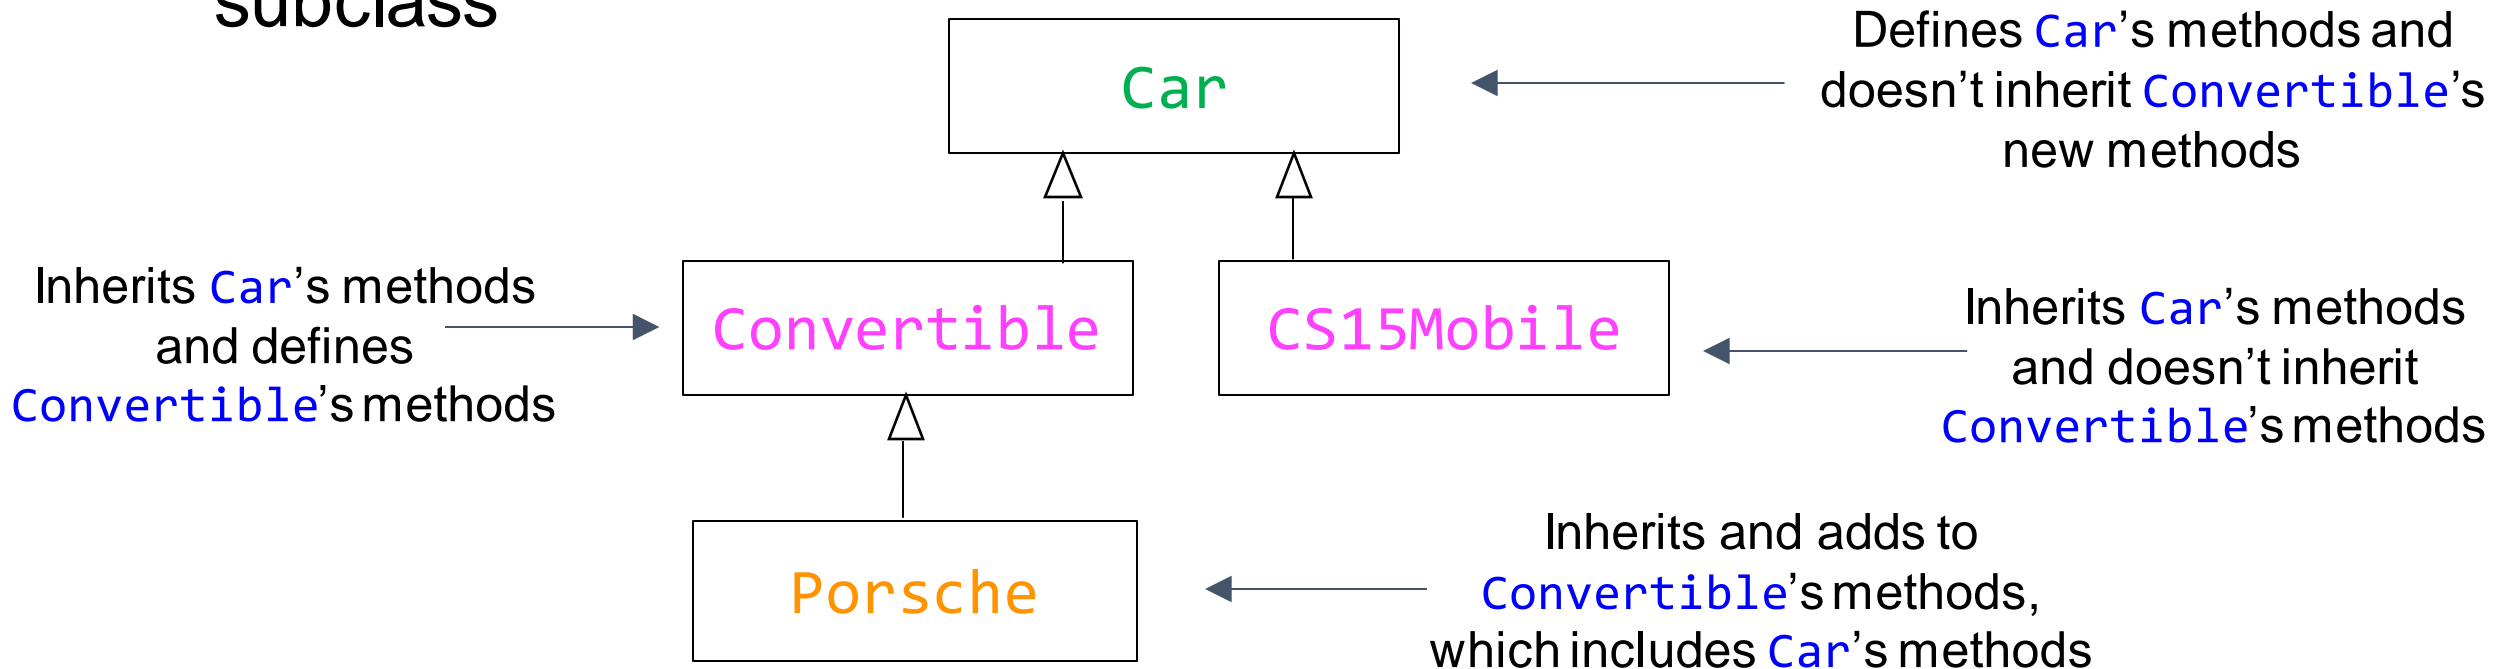 subclass
Car
Defines Car’s methods and
doesn’t inherit Convertible’s
new methods
Inherits Car’s methods
and defines
Convertible’s methods
Convertible
CS15Mobile
Inherits Car’s methods
and doesn’t inherit
Convertible’s methods
Porsche
Inherits and adds to
Convertible’s methods,
which includes Car’s methods